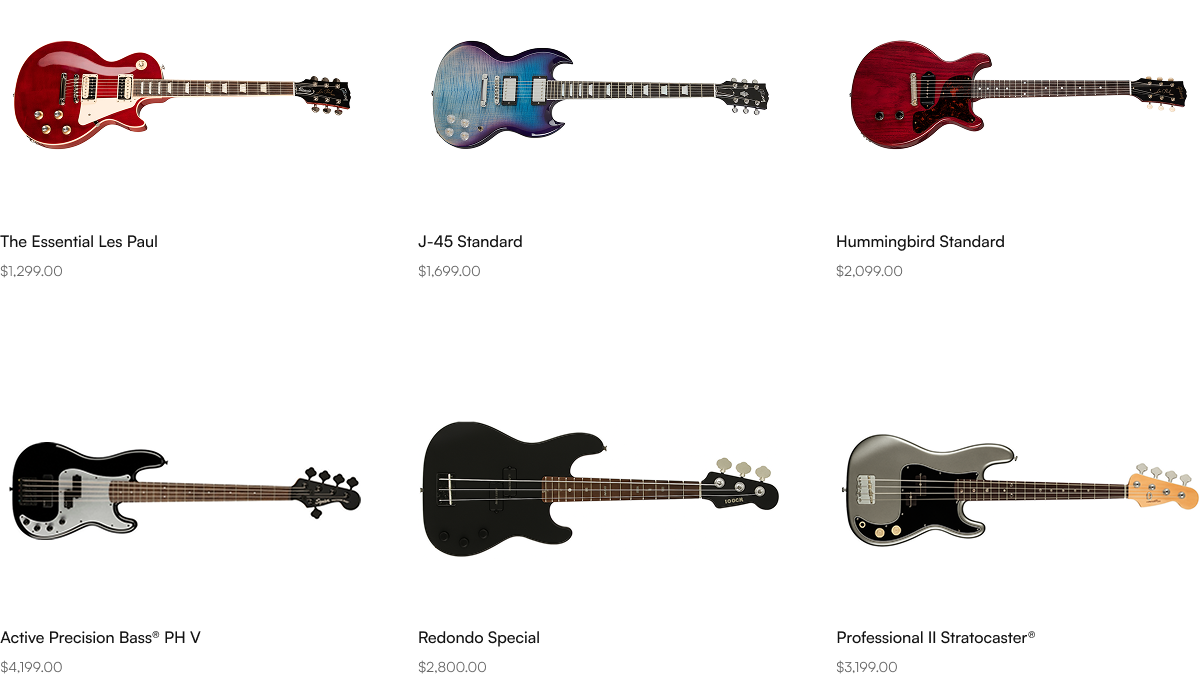 The Essential Les Paul
$1,299.00
J-45 Standard
$1,699.00
Hummingbird Standard
$2,099.00
Active Precision Bass® PH V
$4,199.00
Redondo Special
$2,800.00
Professional II Stratocaster®
$3,199.00